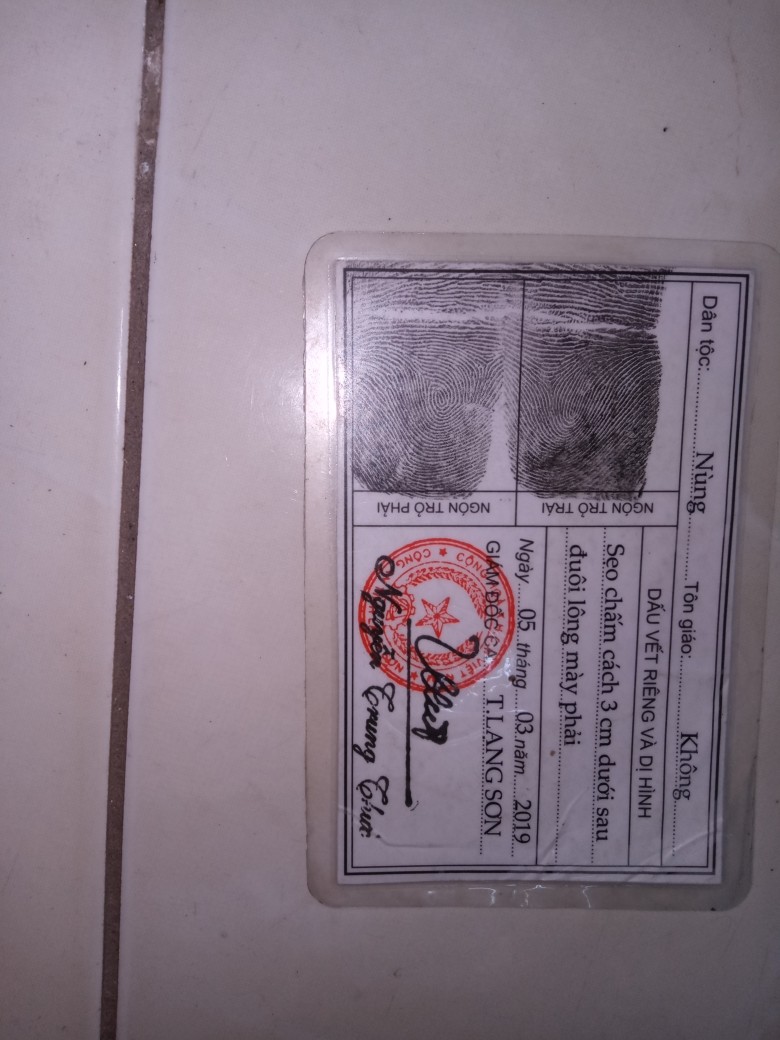 Dân tộc: Nùng Tôn giáo: Không
DẤU VẾT RIÊNG VÀ DỊ HÌNH
Sẹo chấm cách 3 cm dưới sau
đuôi lông mày phải
NGÓN TRỎ TRÁI
NGÓN TRỎ PHẢI
Ngày 05 tháng 03 năm 2019
GIÁM ĐỐC CA T.LẠNG SƠN
Nguyễn Trung Thực